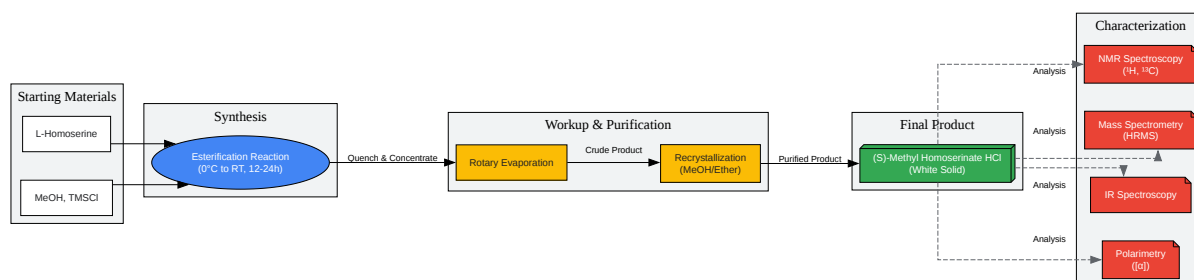 Starting Materials
L-Homoserine
MeOH, TMSCl
Synthesis
Esterification Reaction
(0°C to RT, 12-24h)
Quench & Concentrate
Workup & Purification
Rotary Evaporation
Crude Product
Recrystallization
(MeOH/Ether)
Purified Product
Final Product
(S)-Methyl Homoserinate HCl
(White Solid)
Characterization
Analysis
NMR Spectroscopy
(¹H, ¹³C)
Analysis
Mass Spectrometry
(HRMS)
Analysis
IR Spectroscopy
Analysis
Polarimetry
([α])